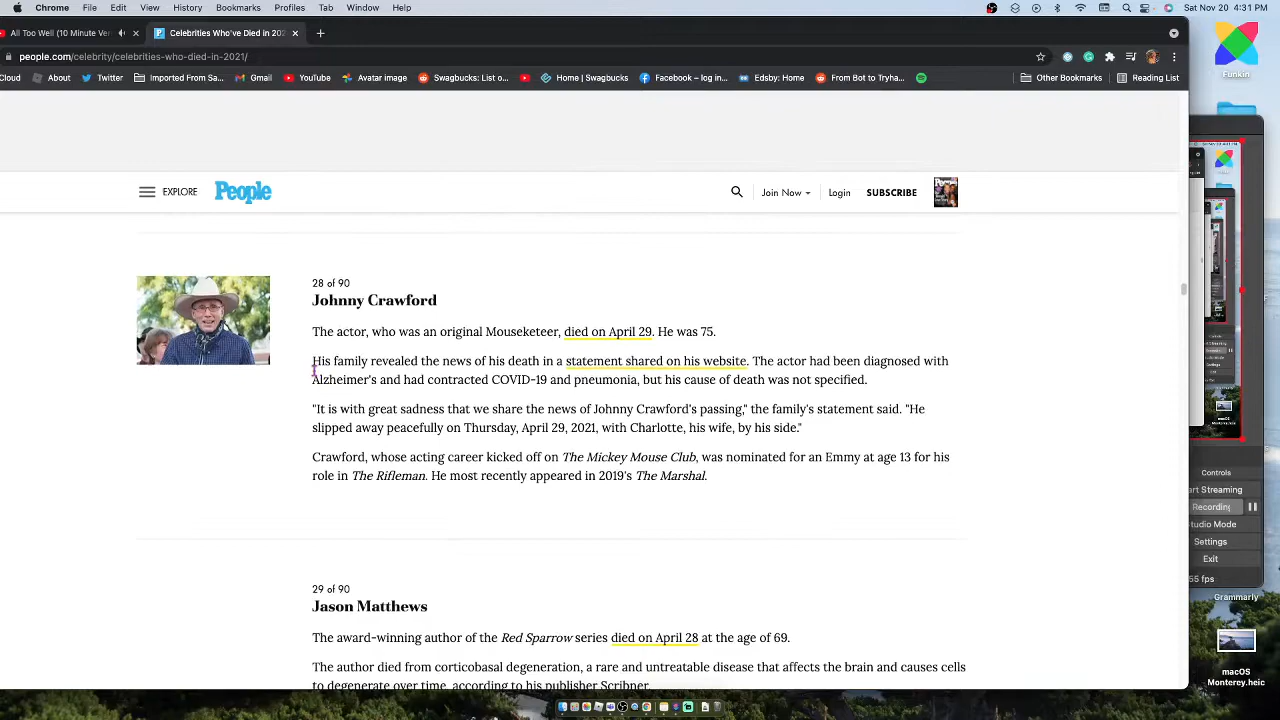 Chrome File Edit View History Bookmarks Profiles Tab Window Help Sat Nov 20 4:31 PM
All Too Well (10 Minute Ver Celebrities Who've Died in 202
people.com/celebrity/celebrities-who-died-in-2021/
Cloud About Twitter Imported From Sa... Gmail YouTube Avatar image Swagbucks: List o... Home | Swagbucks Facebook – log in... Edsby: Home From Bot to Tryha... Other Bookmarks Reading List
Funkin
EXPLORE People Join Now Login SUBSCRIBE
28 of 90
Johnny Crawford
The actor, who was an original Mouseketeer, died on April 29. He was 75.
His family revealed the news of his death in a statement shared on his website. The actor had been diagnosed with
Alzheimer's and had contracted COVID-19 and pneumonia, but his cause of death was not specified.
"It is with great sadness that we share the news of Johnny Crawford's passing," the family's statement said. "He
slipped away peacefully on Thursday, April 29, 2021, with Charlotte, his wife, by his side."
Crawford, whose acting career kicked off on The Mickey Mouse Club, was nominated for an Emmy at age 13 for his
role in The Rifleman. He most recently appeared in 2019's The Marshal.
29 of 90
Jason Matthews
The award-winning author of the Red Sparrow series died on April 28 at the age of 69.
The author died from corticobasal degeneration, a rare and untreatable disease that affects the brain and causes cells
to degenerate over time, according to his publisher Scribner.
Controls
art Streaming
Recording
tudio Mode
Settings
Exit
55 fps
Grammarly
macOS
Monterey.heic